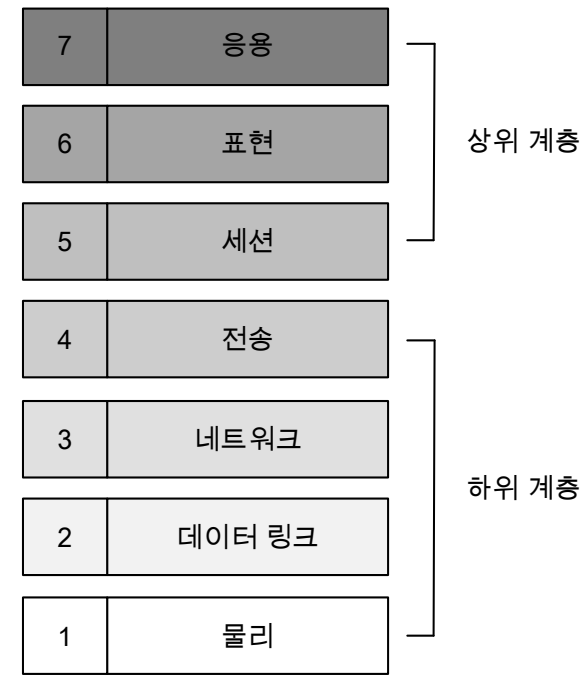 7 응용
6 표현
상위 계층
5 세션
4 전송
3 네트워크
하위 계층
2 데이터 링크
1 물리